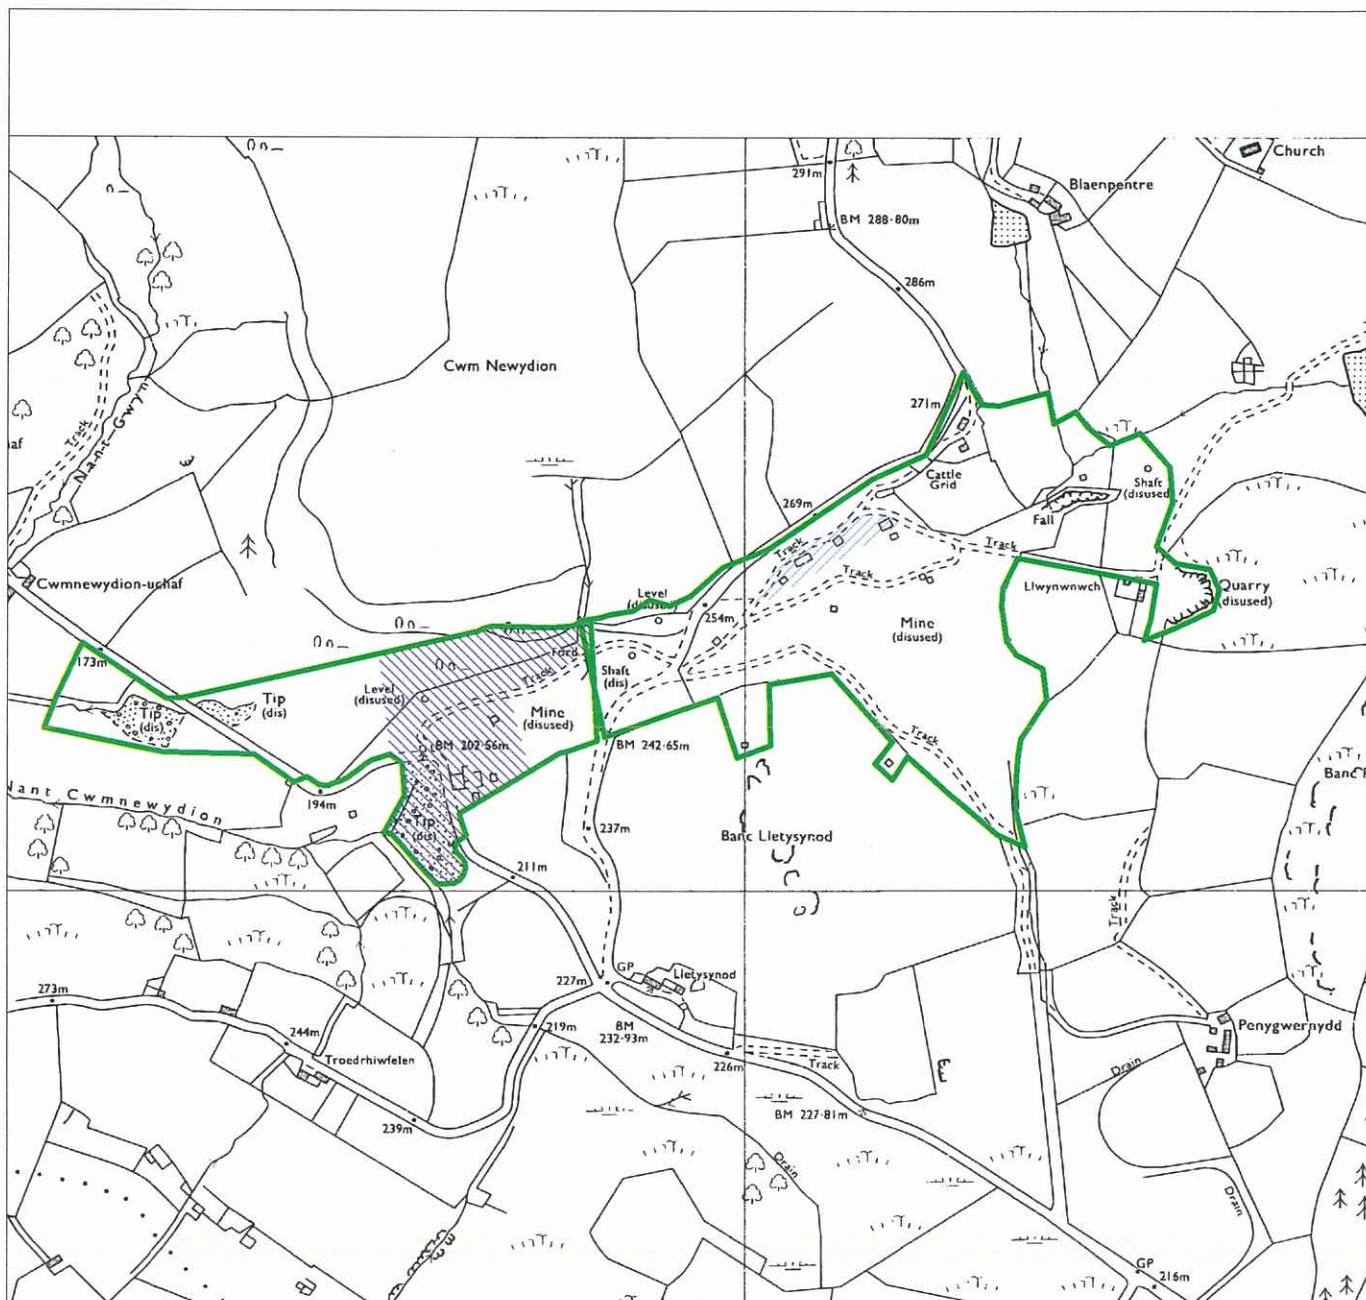 Church
291m
Blaenpentre
BM 288·80m
286m
Cwm Newydion
271m
Track
Nant Gwyn
Cattle
Grid
Shaft
(disused)
269m
Fall
Track
Track
Track
Cwmnewydion-uchaf
Level
(disused)
Llwynwnwch
Quarry
(disused)
254m
Mine
(disused)
173m
Ford
Track
Shaft
(dis)
Level
(disused)
Tip
(dis)
Tip
(dis)
Mine
(disused)
BM 202·56m
BM 242·65m
Track
Nant Cwmnewydion
194m
Tip
(dis)
237m
Banc Lletysynod
211m
Track
GP
Lletysynod
227m
273m
219m
BM
232·93m
244m
Penygwernydd
Troedrhiwfelen
226m
Track
Drain
BM 227·81m
239m
Drain
Drain
GP
216m